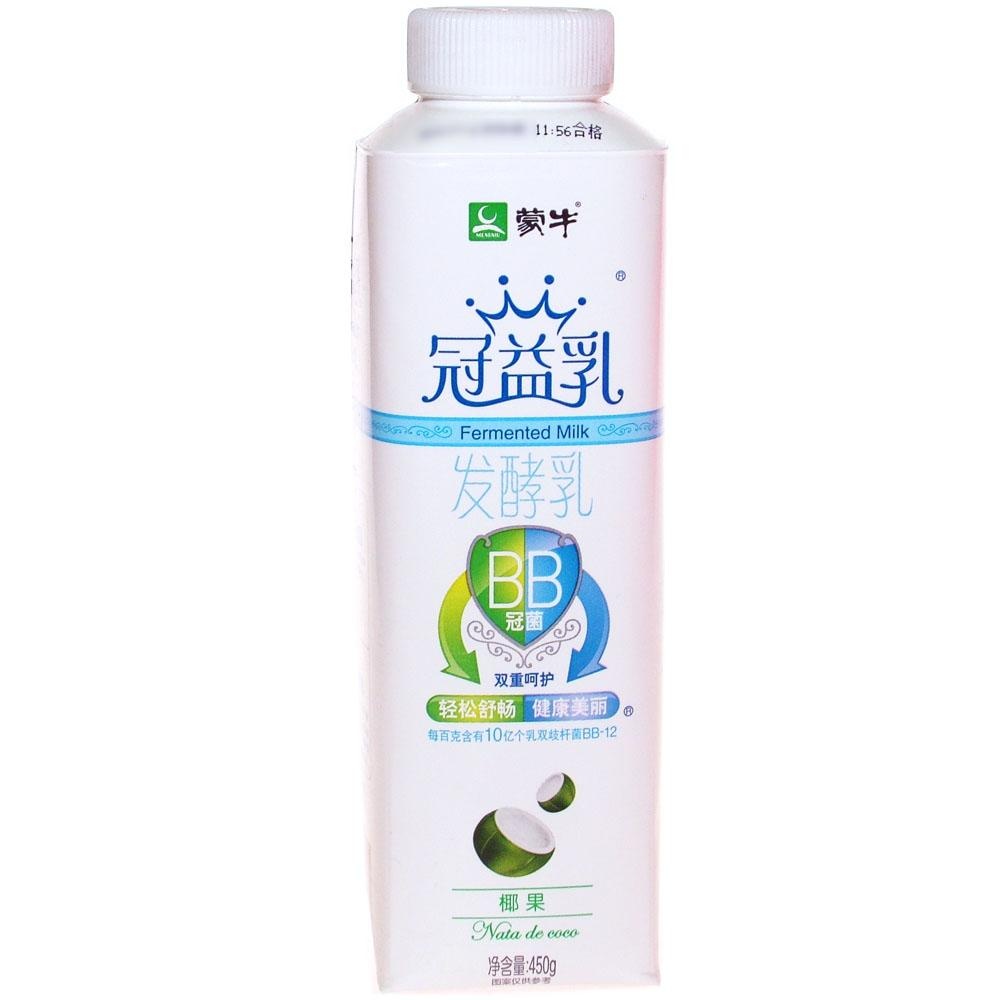 11:56合格
MENGNIU
蒙牛®
®
冠益乳
Fermented Milk
发酵乳
BB
冠菌
双重呵护
轻松舒畅 健康美丽 ®
每百克含有10亿个乳双歧杆菌BB-12
椰果
Nata de coco
净含量:450g
图案仅供参考